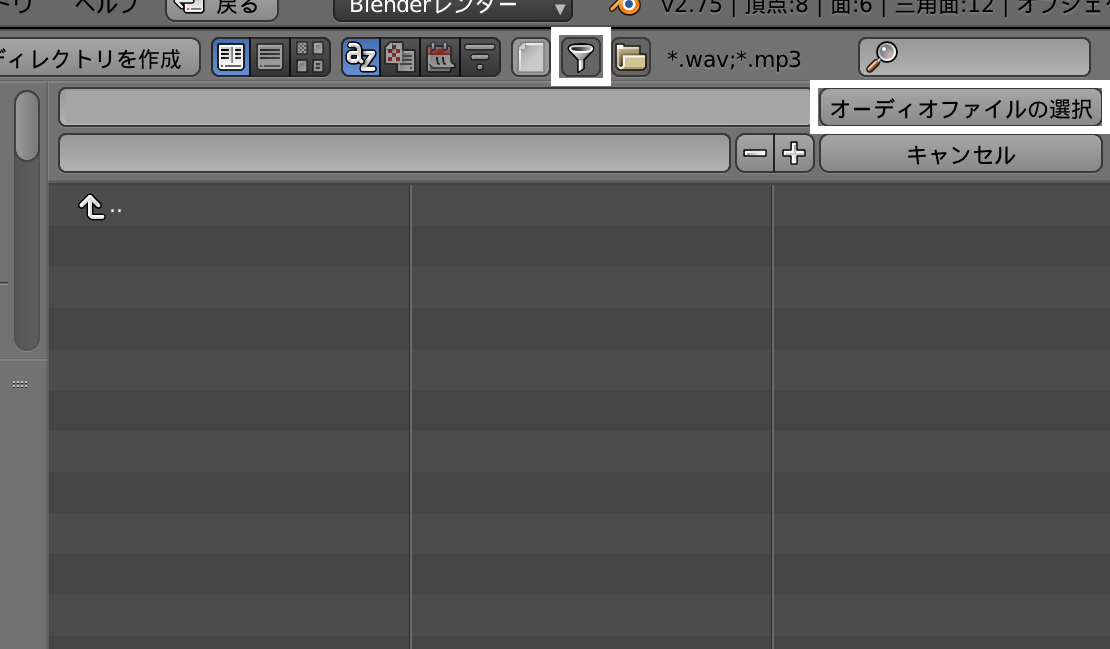 ヘルプ 戻る Blenderレンダー v2.75 | 頂点:8 | 面:6 | 三角面:12 | オブジェ
ディレクトリを作成 *.wav;*.mp3
オーディオファイルの選択
キャンセル
..